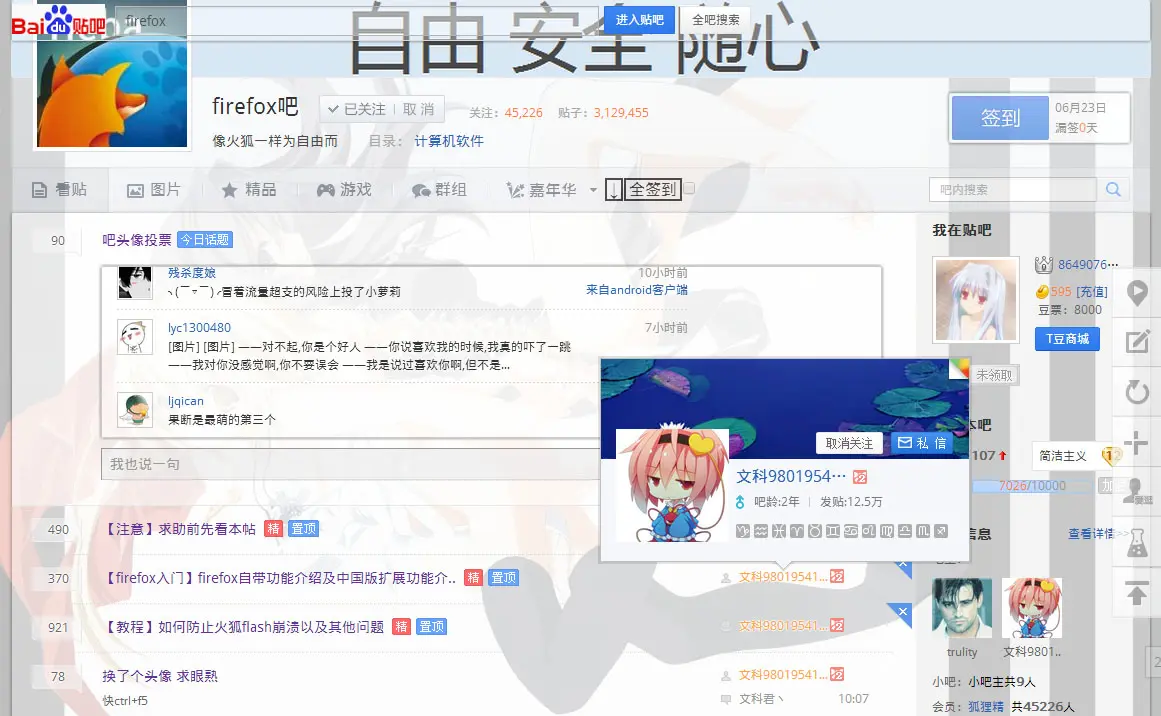 Bai du 贴吧
firefox
进入贴吧
全吧搜索
自由 安全 随心
firefox吧
已关注
取消
关注：45,226
贴子：3,129,455
像火狐一样为自由而
目录：
计算机软件
签到
06月23日
漏签0天
看贴
图片
精品
游戏
群组
嘉年华
↓
全签到
吧内搜索
90
吧头像投票
今日话题
残杀度娘
10小时前
冒着流量超支的风险上投了小萝莉
来自android客户端
lyc1300480
7小时前
[图片] [图片] ——对不起,你是个好人 ——你说喜欢我的时候,我真的吓了一跳
——我对你没感觉啊,你不要误会 ——我是说过喜欢你啊,但不是...
ljqican
果断是最萌的第三个
我也说一句
我在贴吧
8649076···
595 [充值]
豆票：8000
T豆商城
未领取
取消关注
私 信
文科9801954···
吧龄:2年
发贴:12.5万
本吧
107
简洁主义
12
7026/10000
信息
查看详情>>
490
【注意】求助前先看本帖
精
置顶
370
【firefox入门】firefox自带功能介绍及中国版扩展功能介..
精
置顶
文科98019541...
921
【教程】如何防止火狐flash崩溃以及其他问题
精
置顶
文科98019541...
78
换了个头像 求眼熟
文科98019541...
快ctrl+f5
文科君丶
10:07
trulity
文科9801..
小吧：小吧主共9人
会员：狐狸精 共45226人